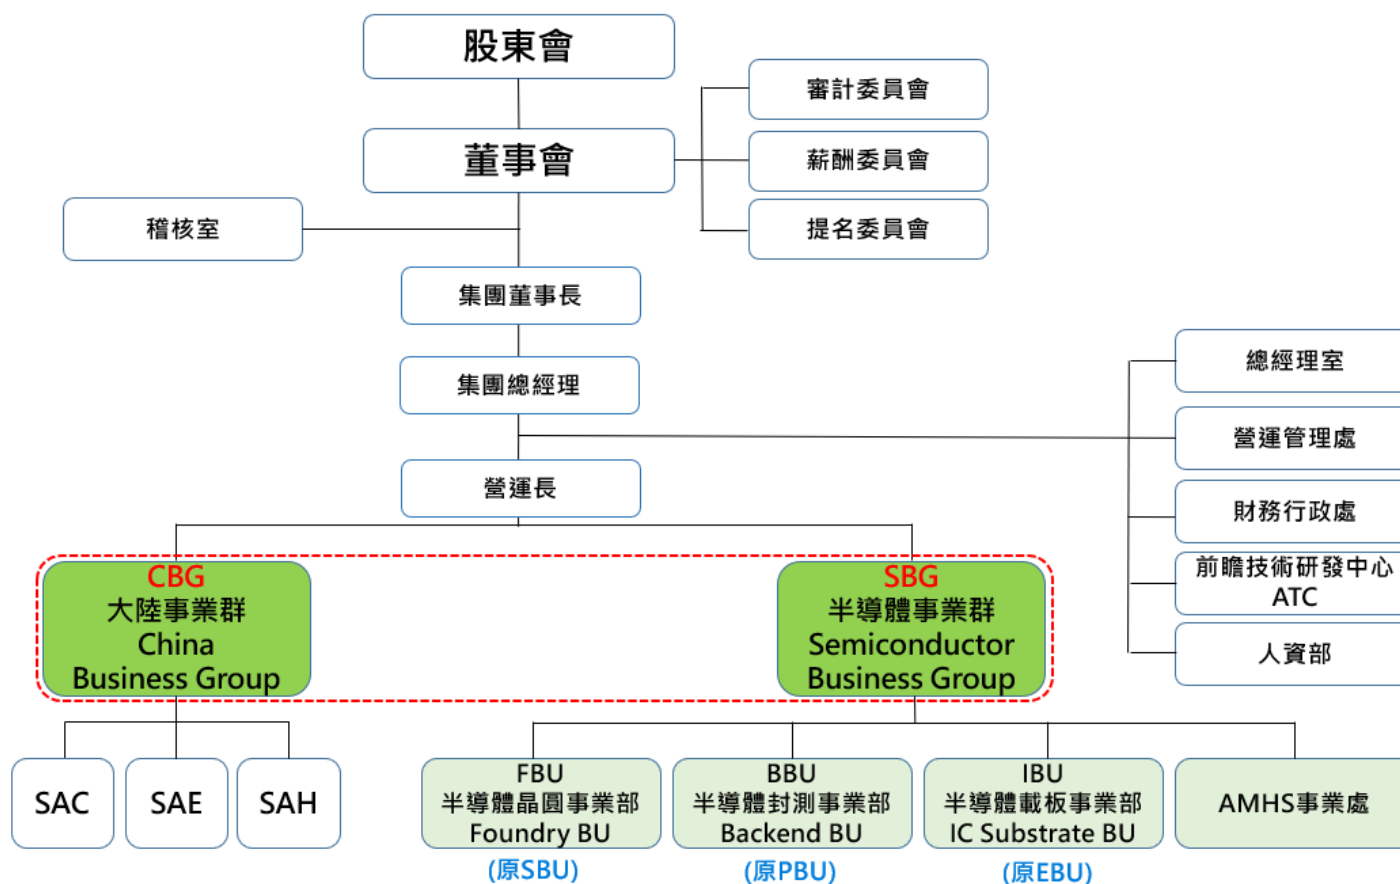 股東會
審計委員會
董事會
薪酬委員會
提名委員會
稽核室
集團董事長
集團總經理
總經理室
營運管理處
營運長
財務行政處
前瞻技術研發中心
ATC
人資部
CBG
大陸事業群
China
Business Group
SBG
半導體事業群
Semiconductor
Business Group
SAC
SAE
SAH
FBU
半導體晶圓事業部
Foundry BU
(原SBU)
BBU
半導體封測事業部
Backend BU
(原PBU)
IBU
半導體載板事業部
IC Substrate BU
(原EBU)
AMHS事業處